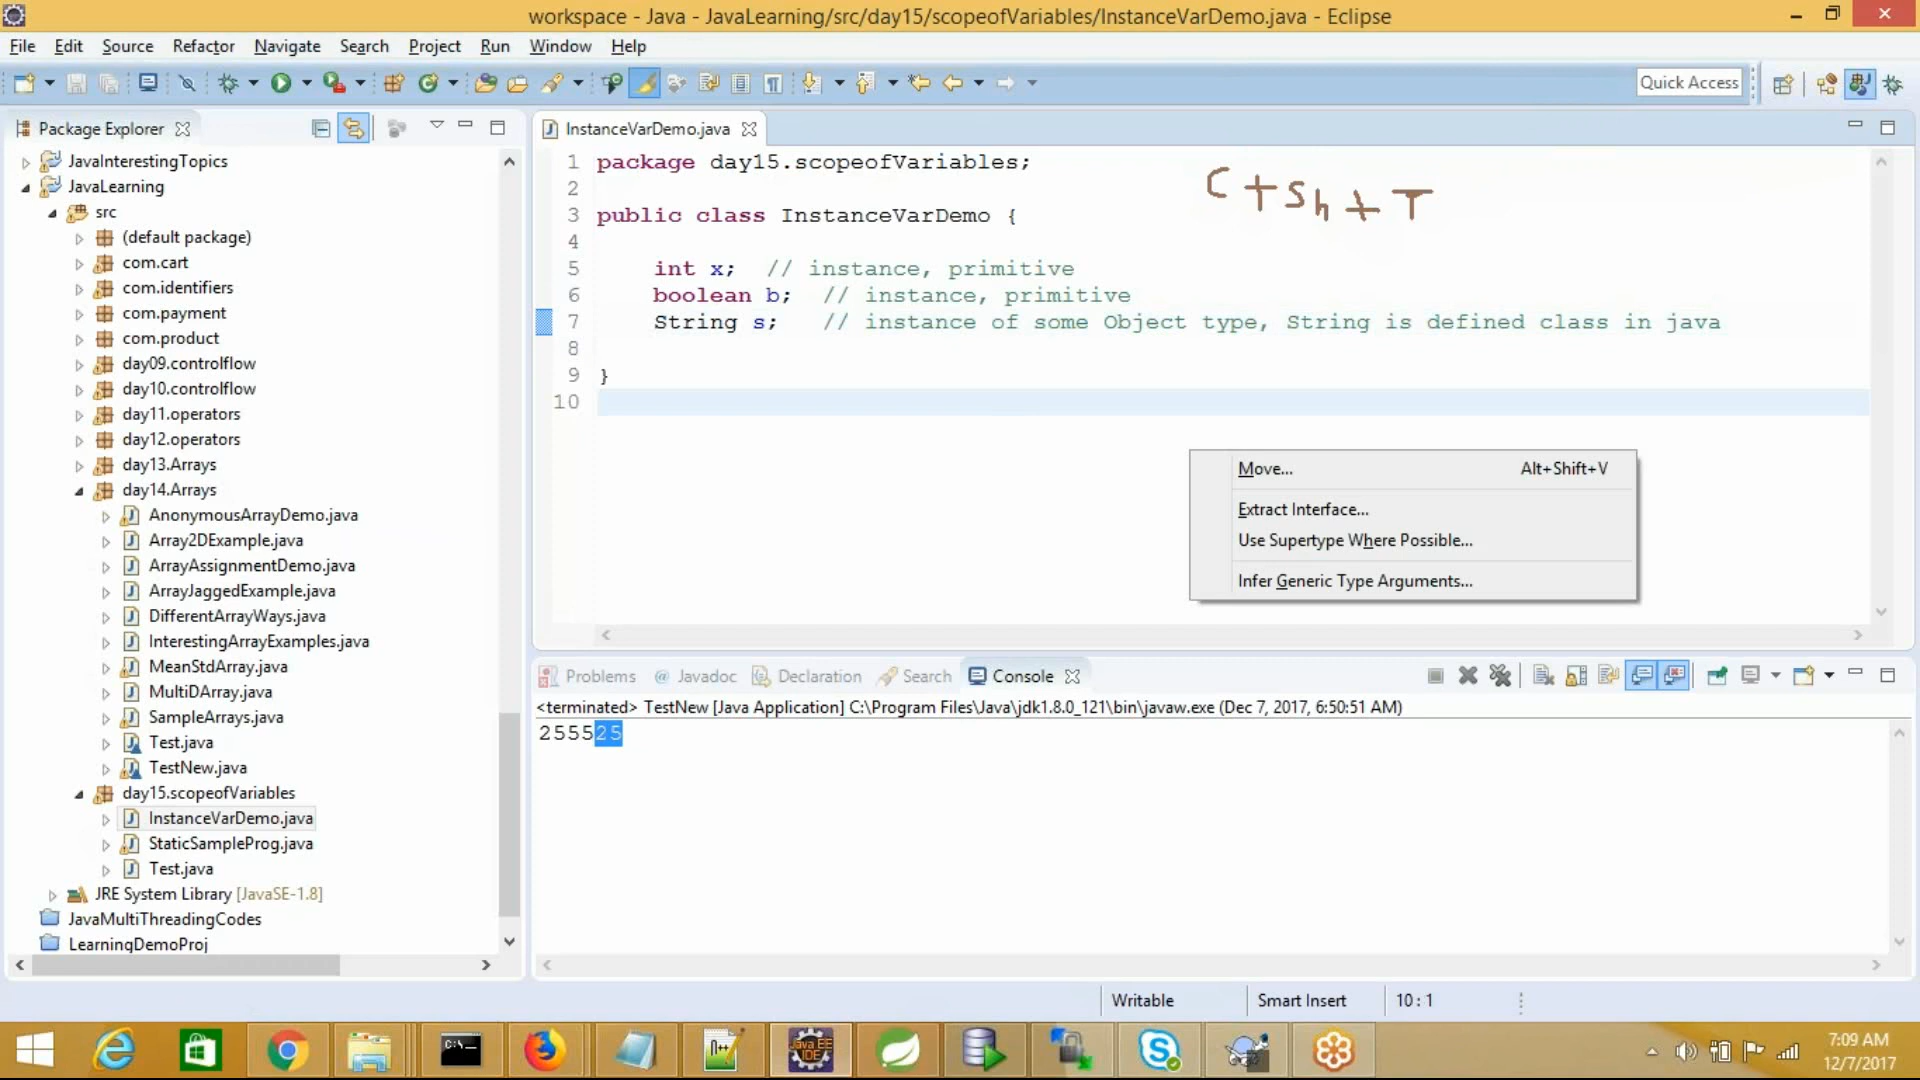 workspace - Java - JavaLearning/src/day15/scopeofVariables/InstanceVarDemo.java - Eclipse
File Edit Source Refactor Navigate Search Project Run Window Help
Quick Access
Package Explorer
JavaInterestingTopics
JavaLearning
src
(default package)
com.cart
com.identifiers
com.payment
com.product
day09.controlflow
day10.controlflow
day11.operators
day12.operators
day13.Arrays
day14.Arrays
AnonymousArrayDemo.java
Array2DExample.java
ArrayAssignmentDemo.java
ArrayJaggedExample.java
DifferentArrayWays.java
InterestingArrayExamples.java
MeanStdArray.java
MultiDArray.java
SampleArrays.java
Test.java
TestNew.java
day15.scopeofVariables
InstanceVarDemo.java
StaticSampleProg.java
Test.java
JRE System Library [JavaSE-1.8]
JavaMultiThreadingCodes
LearningDemoProj
InstanceVarDemo.java
1 package day15.scopeofVariables;
2
3 public class InstanceVarDemo {
4
5 int x; // instance, primitive
6 boolean b; // instance, primitive
7 String s; // instance of some Object type, String is defined class in java
8
9 }
10
C + Sh + T
Move... Alt+Shift+V
Extract Interface...
Use Supertype Where Possible...
Infer Generic Type Arguments...
Problems @ Javadoc Declaration Search Console
<terminated> TestNew [Java Application] C:\Program Files\Java\jdk1.8.0_121\bin\javaw.exe (Dec 7, 2017, 6:50:51 AM)
255525
Writable Smart Insert 10 : 1
Java EE
IDE
7:09 AM
12/7/2017